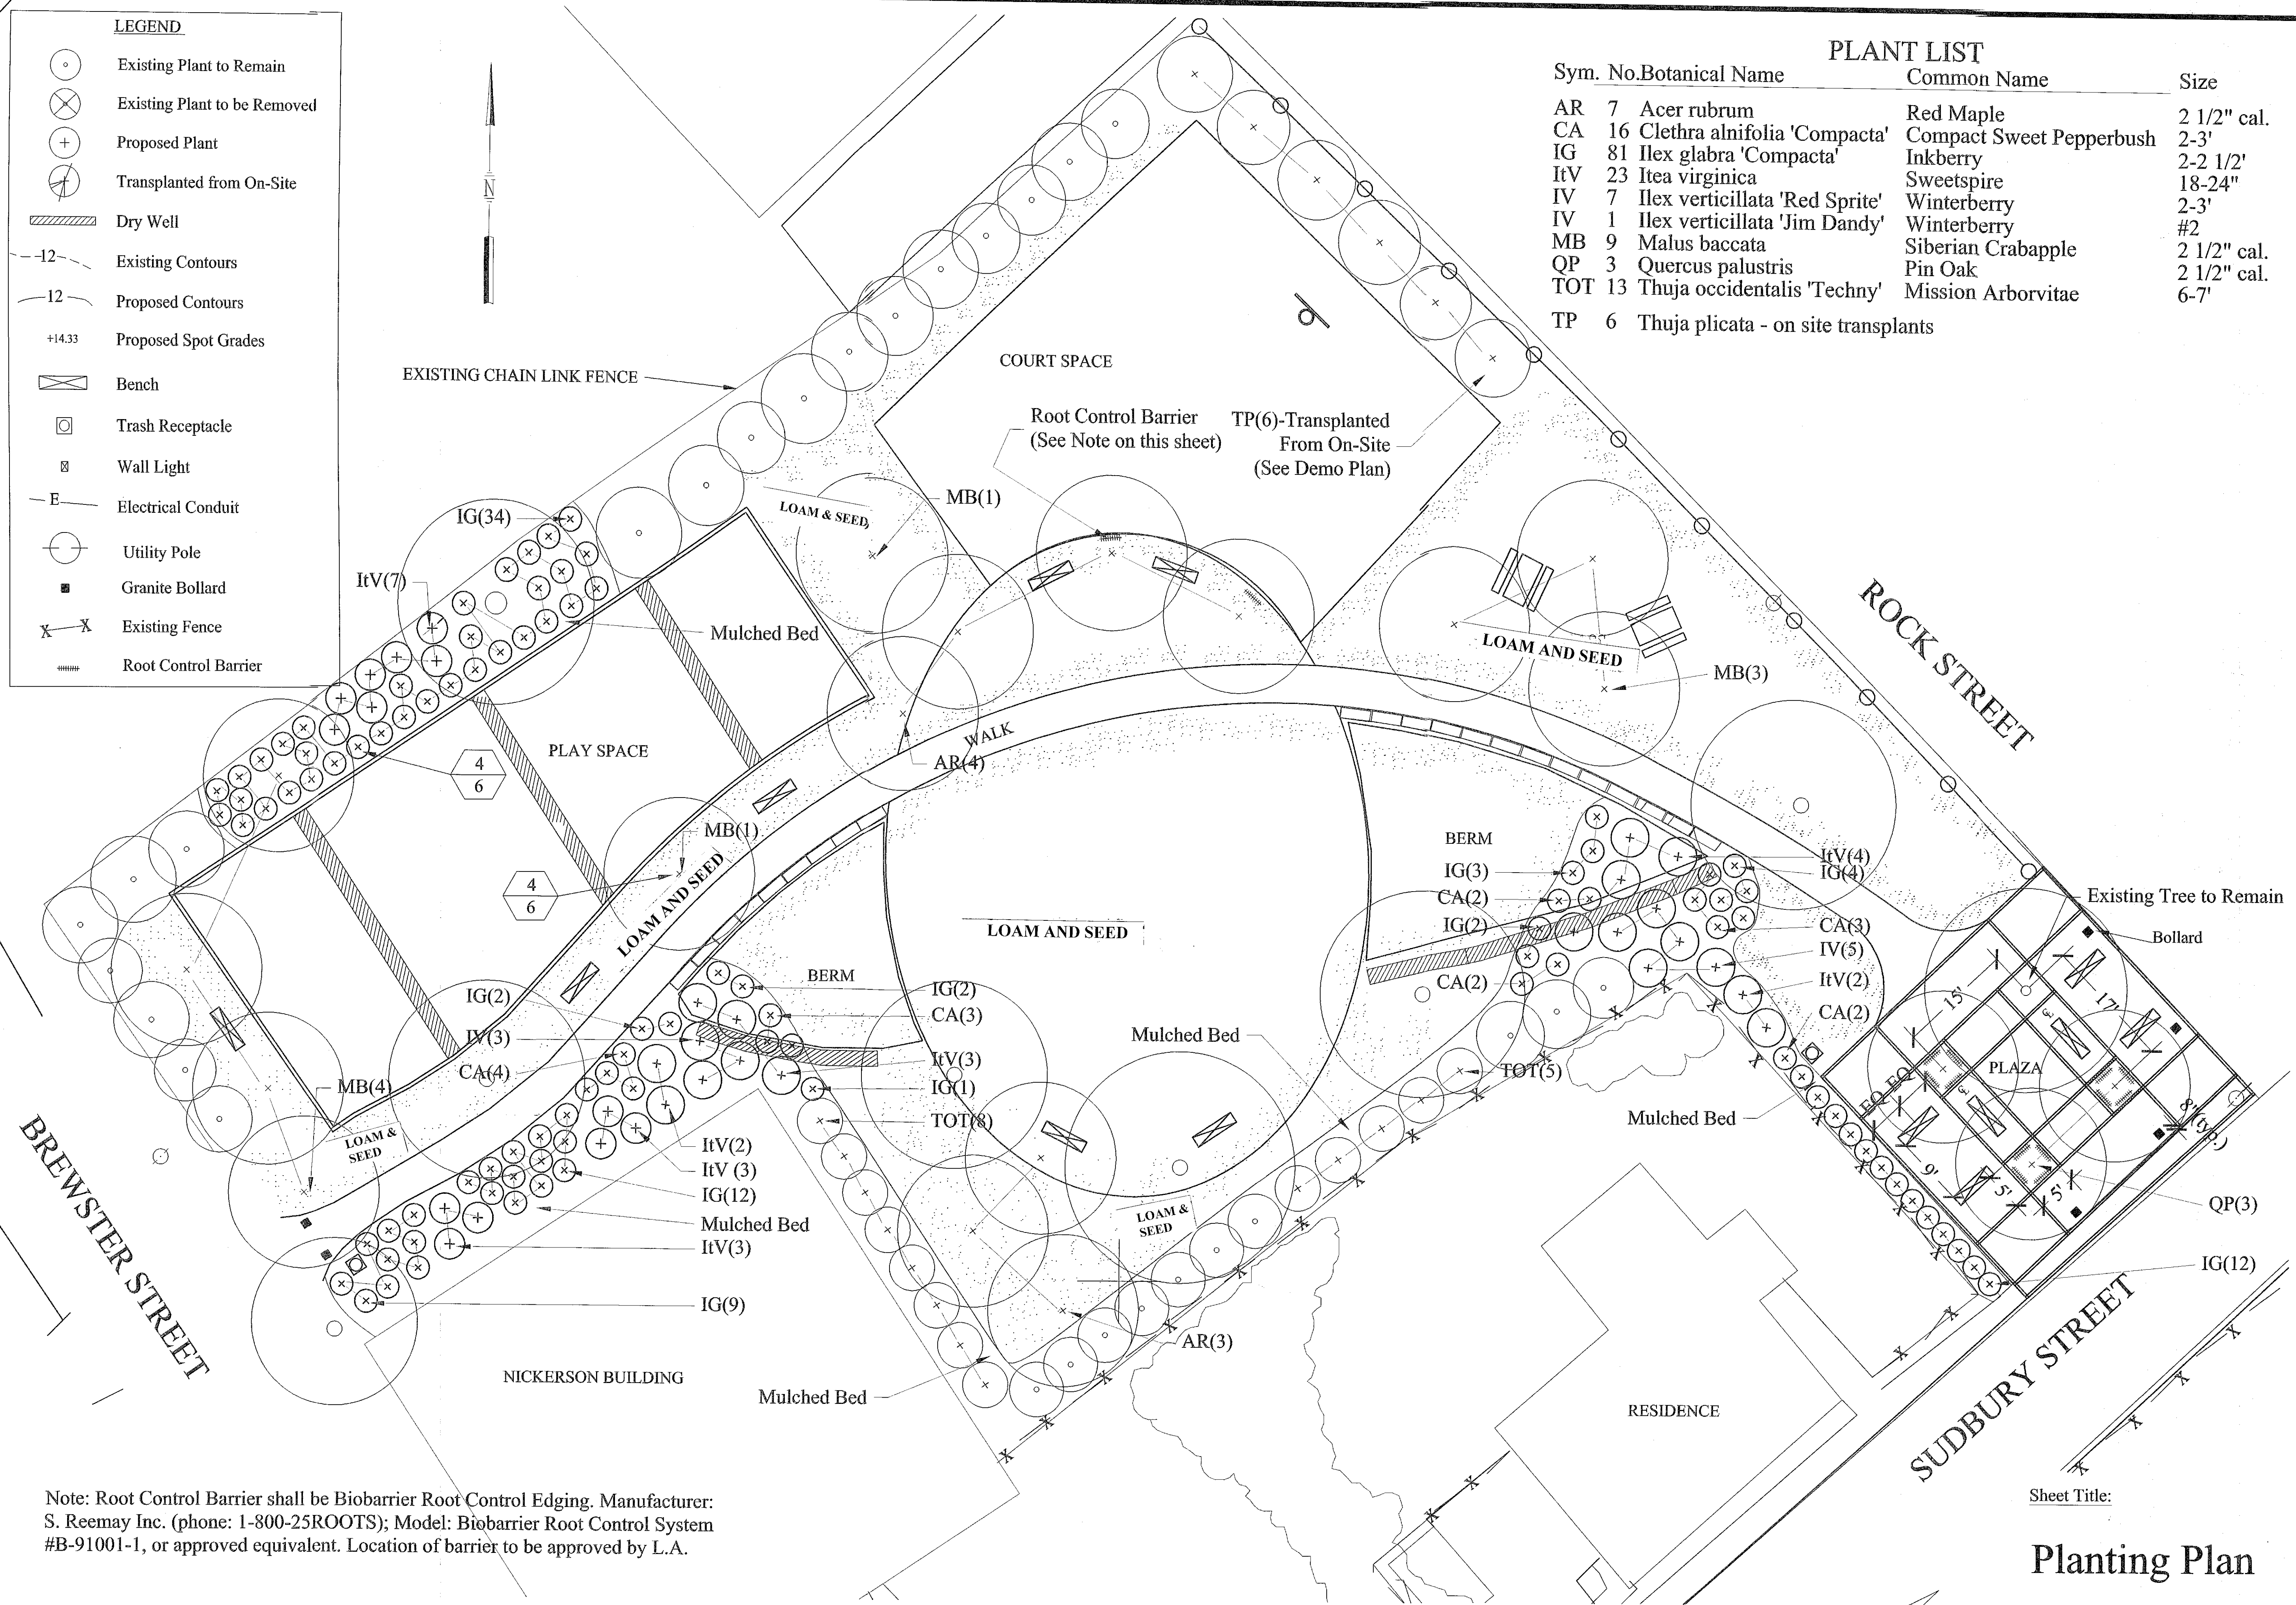 LEGEND
Existing Plant to Remain
Existing Plant to be Removed
Proposed Plant
Transplanted from On-Site
Dry Well
-12- Existing Contours
12 Proposed Contours
+14.33 Proposed Spot Grades
Bench
Trash Receptacle
Wall Light
E Electrical Conduit
Utility Pole
Granite Bollard
X X Existing Fence
Root Control Barrier
N
PLANT LIST
Sym. No. Botanical Name Common Name Size
AR 7 Acer rubrum Red Maple 2 1/2" cal.
CA 16 Clethra alnifolia 'Compacta' Compact Sweet Pepperbush 2-3'
IG 81 Ilex glabra 'Compacta' Inkberry 2-2 1/2'
ItV 23 Itea virginica Sweetspire 18-24"
IV 7 Ilex verticillata 'Red Sprite' Winterberry 2-3'
IV 1 Ilex verticillata 'Jim Dandy' Winterberry #2
MB 9 Malus baccata Siberian Crabapple 2 1/2" cal.
QP 3 Quercus palustris Pin Oak 2 1/2" cal.
TOT 13 Thuja occidentalis 'Techny' Mission Arborvitae 6-7'
TP 6 Thuja plicata - on site transplants
EXISTING CHAIN LINK FENCE
COURT SPACE
Root Control Barrier
(See Note on this sheet)
TP(6)-Transplanted
From On-Site
(See Demo Plan)
MB(1)
LOAM & SEED
IG(34)
ItV(7)
Mulched Bed
LOAM AND SEED
MB(3)
ROCK STREET
PLAY SPACE
4
6
WALK
AR(4)
MB(1)
4
6
LOAM AND SEED
BERM
IG(3)
CA(2)
IG(2)
CA(2)
ItV(4)
IG(4)
CA(3)
IV(5)
ItV(2)
CA(2)
Existing Tree to Remain
Bollard
LOAM AND SEED
BERM
IG(2)
IV(3)
CA(4)
IG(2)
CA(3)
ItV(3)
IG(1)
TOT(8)
Mulched Bed
TOT(5)
Mulched Bed
15'
17'
PLAZA
EQ
EQ
8"(typ.)
9'
5'
5'
QP(3)
IG(12)
MB(4)
LOAM &
SEED
ItV(2)
ItV (3)
IG(12)
Mulched Bed
ItV(3)
IG(9)
LOAM &
SEED
AR(3)
BREWSTER STREET
NICKERSON BUILDING
Mulched Bed
RESIDENCE
SUDBURY STREET
Note: Root Control Barrier shall be Biobarrier Root Control Edging. Manufacturer:
S. Reemay Inc. (phone: 1-800-25ROOTS); Model: Biobarrier Root Control System
#B-91001-1, or approved equivalent. Location of barrier to be approved by L.A.
Sheet Title:
Planting Plan